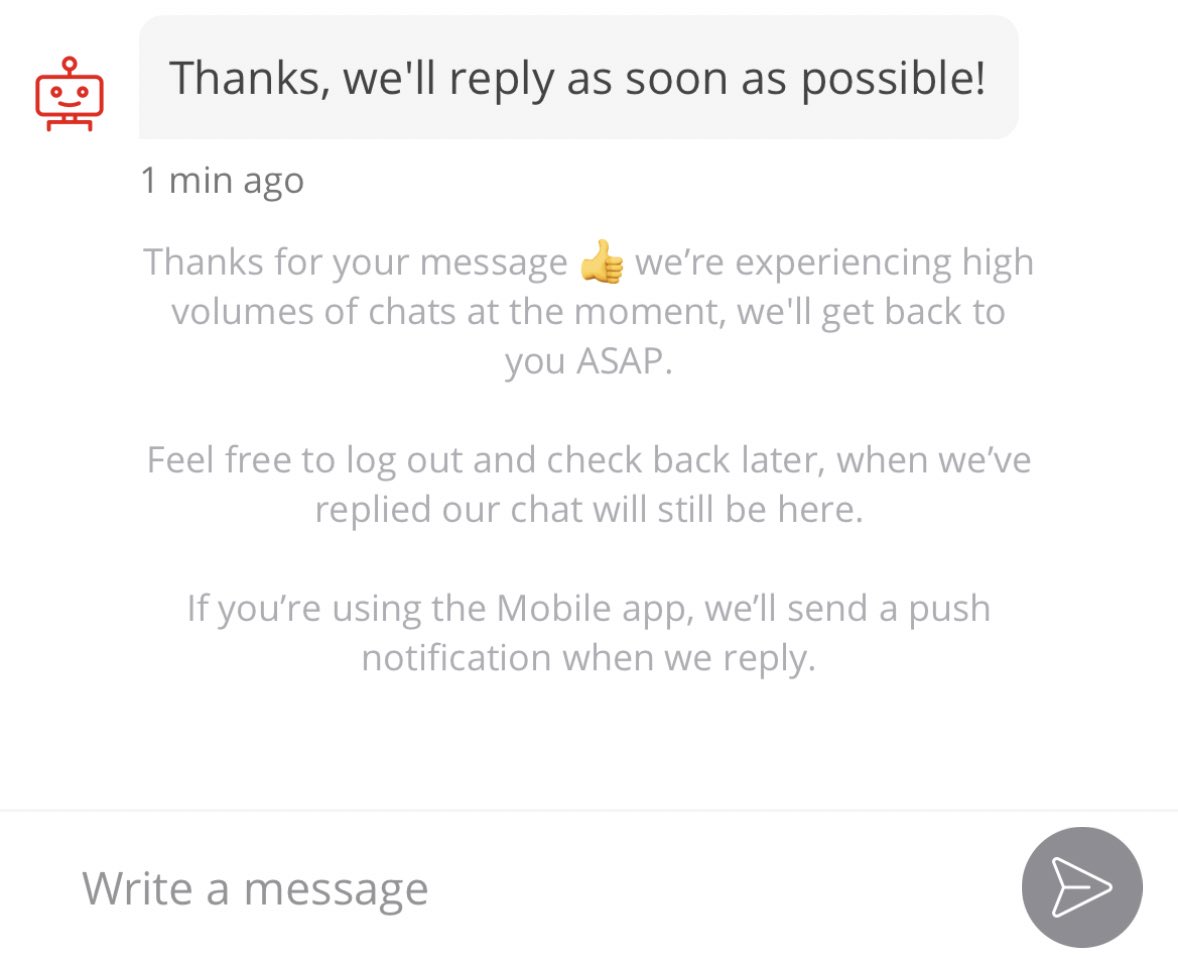 Thanks, we'll reply as soon as possible!
1 min ago
Thanks for your message 👍 we’re experiencing high
volumes of chats at the moment, we'll get back to
you ASAP.
Feel free to log out and check back later, when we’ve
replied our chat will still be here.
If you’re using the Mobile app, we’ll send a push
notification when we reply.
Write a message